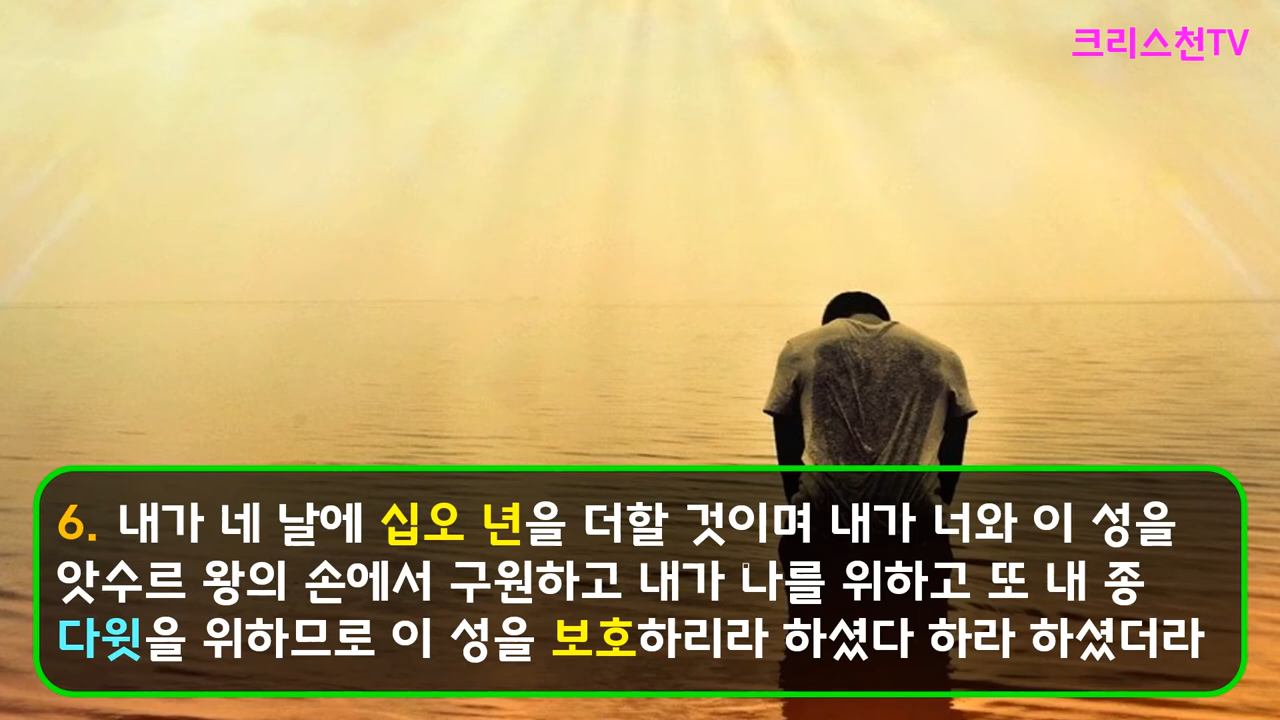 크리스천TV
6. 내가 네 날에 십오 년을 더할 것이며 내가 너와 이 성을
앗수르 왕의 손에서 구원하고 내가 나를 위하고 또 내 종
다윗을 위하므로 이 성을 보호하리라 하셨다 하라 하셨더라